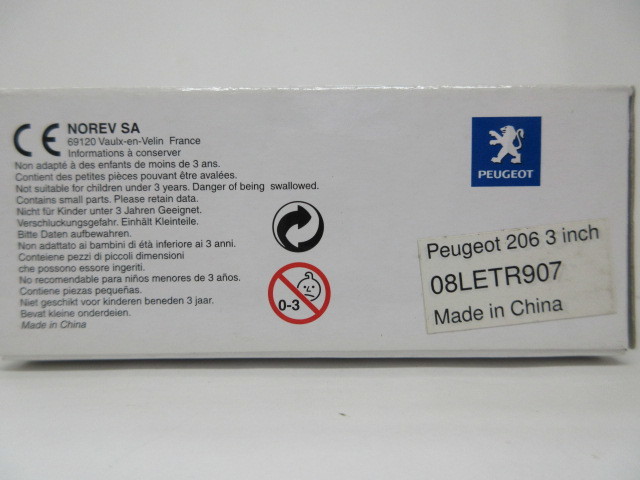 CE NOREV SA
69120 Vaulx-en-Velin France
Informations à conserver
Non adapté à des enfants de moins de 3 ans.
Contient des petites pièces pouvant être avalées.
Not suitable for children under 3 years. Danger of being swallowed.
Contains small parts. Please retain data.
Nicht für Kinder unter 3 Jahren Geeignet.
Verschluckungsgefahr. Einhält Kleinteile.
Bitte Daten aufbewahren.
Non adattato ai bambini di étà inferiore ai 3 anni.
Conteiene pezzi di piccoli dimensioni
che possono essere ingeriti.
No recomendable para niños menores de 3 años.
Contiene piezas pequeñas.
Niet geschikt voor kinderen beneden 3 jaar.
Bevat kleine onderdeien.
Made in China
0-3
PEUGEOT
Peugeot 206 3 inch
08LETR907
Made in China